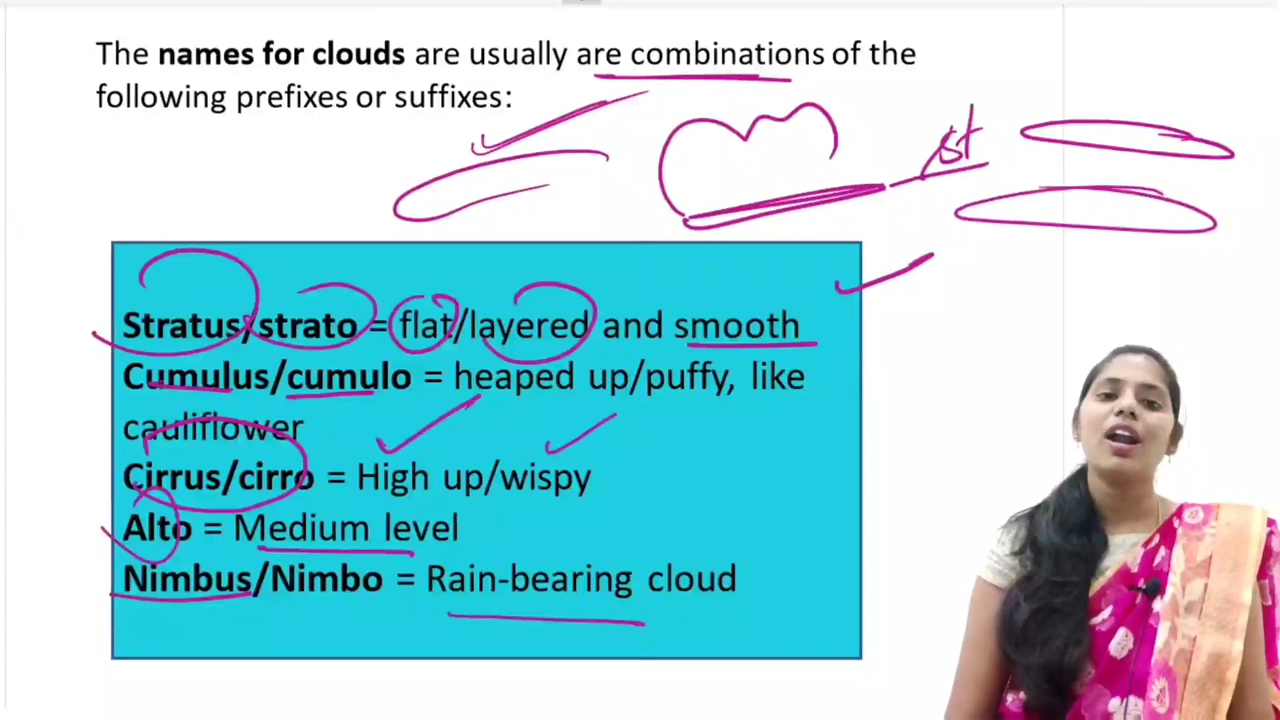 The names for clouds are usually are combinations of the
following prefixes or suffixes:
st
Stratus/strato = flat/layered and smooth
Cumulus/cumulo = heaped up/puffy, like
cauliflower
Cirrus/cirro = High up/wispy
Alto = Medium level
Nimbus/Nimbo = Rain-bearing cloud